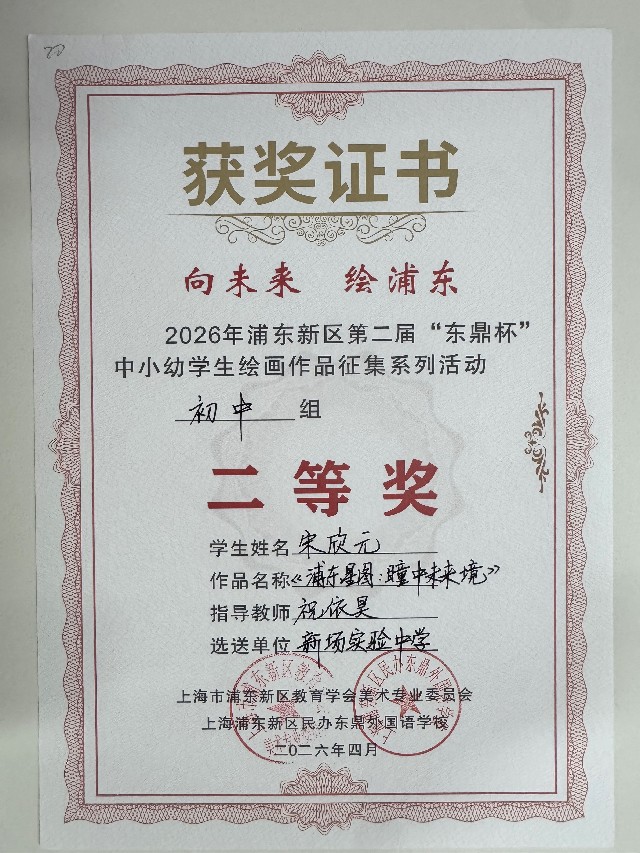 获奖证书
向未来 绘浦东
2026年浦东新区第二届“东鼎杯”
中小幼学生绘画作品征集系列活动
初中组
二等奖
学生姓名 宋欣元
作品名称《浦东星图:瞳中未来境》
指导教师 祝依昊
选送单位 新场实验中学
上海市浦东新区教育学会美术专业委员会
上海浦东新区民办东鼎外国语学校
二〇二六年四月